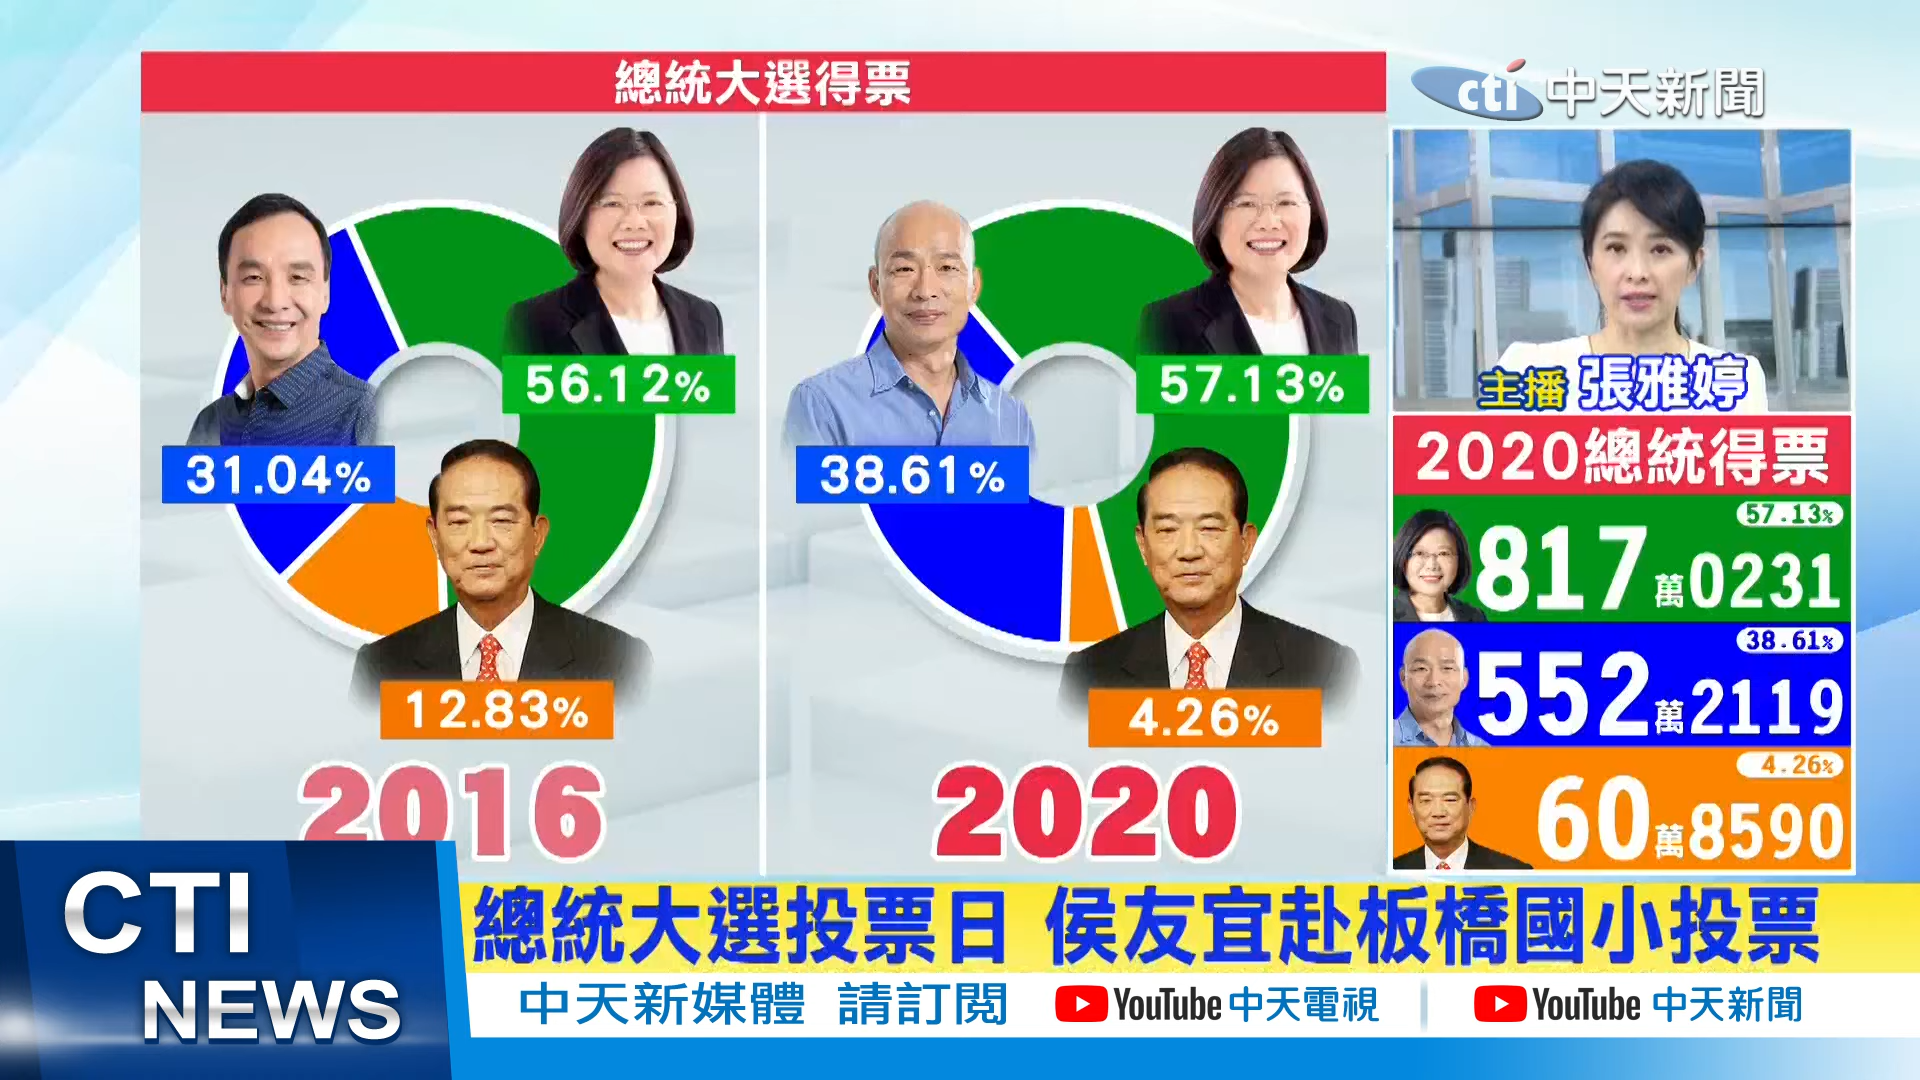 總統大選得票
cti 中天新聞
56.12%
31.04%
12.83%
2016
57.13%
38.61%
4.26%
2020
主播 張雅婷
2020總統得票
57.13%
817萬0231
38.61%
552萬2119
4.26%
60萬8590
CTI
NEWS
總統大選投票日 侯友宜赴板橋國小投票
中天新媒體 請訂閱 YouTube 中天電視 YouTube 中天新聞